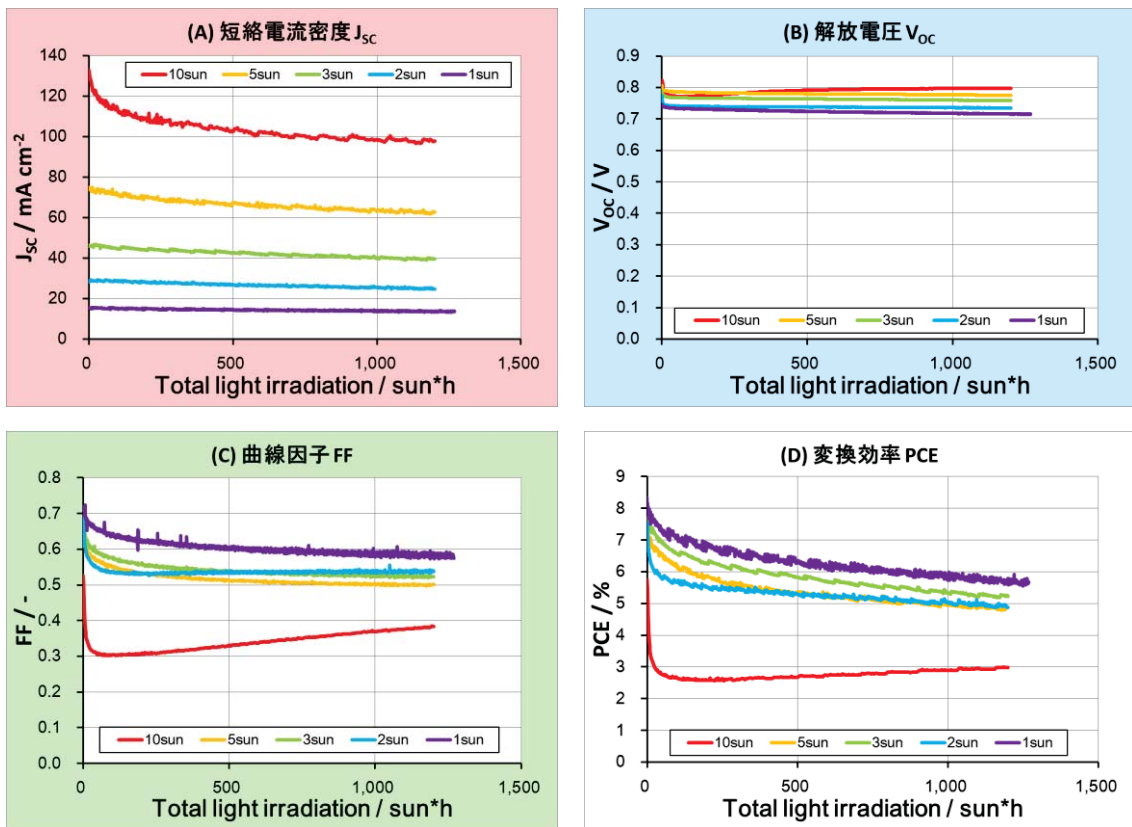 (A) 短絡電流密度 JSC
140
120
100
80
60
40
20
0
JSC / mA cm-2
10sun 5sun 3sun 2sun 1sun
0 500 1,000 1,500
Total light irradiation / sun*h
(B) 解放電圧 VOC
0.9
0.8
0.7
0.6
0.5
0.4
0.3
0.2
0.1
0.0
VOC / V
10sun 5sun 3sun 2sun 1sun
0 500 1,000 1,500
Total light irradiation / sun*h
(C) 曲線因子 FF
0.8
0.7
0.6
0.5
0.4
0.3
0.2
0.1
0.0
FF / -
10sun 5sun 3sun 2sun 1sun
0 500 1,000 1,500
Total light irradiation / sun*h
(D) 変換効率 PCE
9
8
7
6
5
4
3
2
1
0
PCE / %
10sun 5sun 3sun 2sun 1sun
0 500 1,000 1,500
Total light irradiation / sun*h